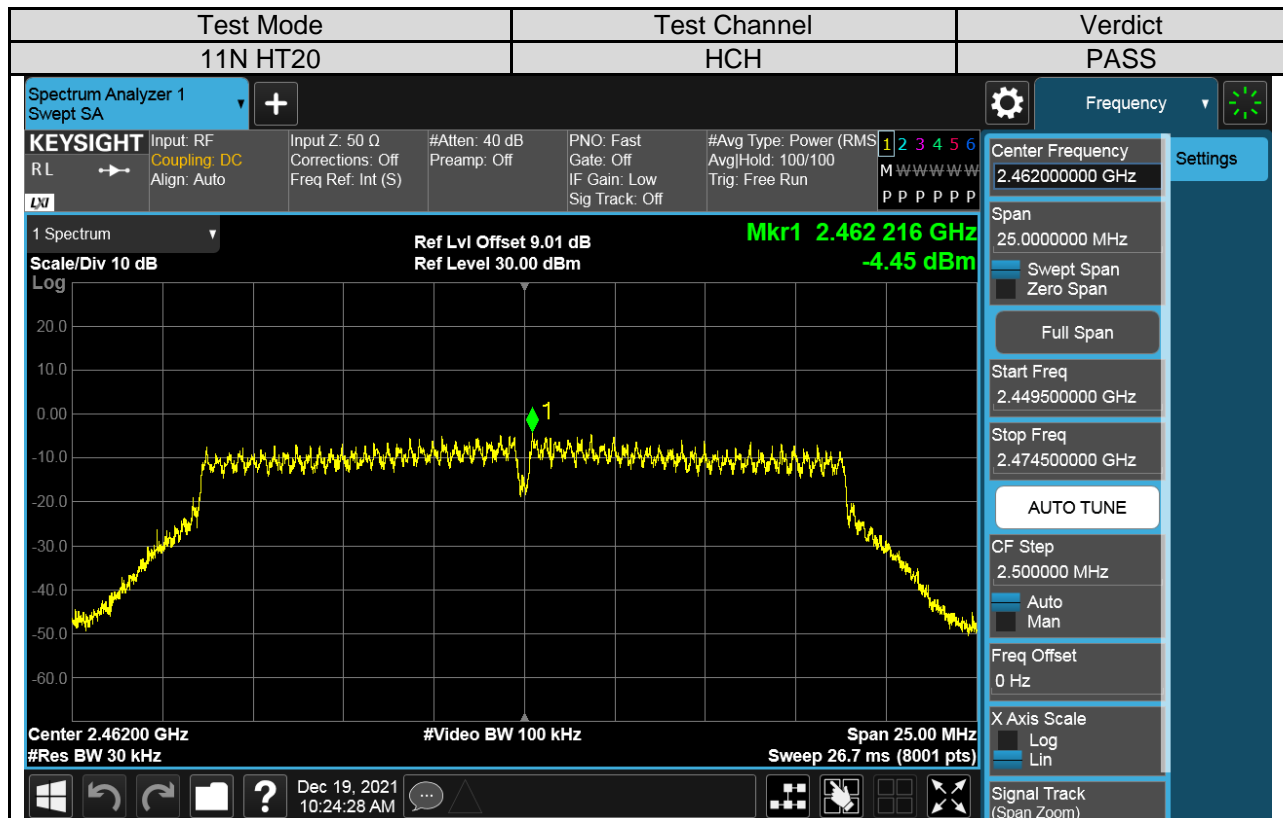 Test Mode Test Channel Verdict
11N HT20 HCH PASS
Spectrum Analyzer 1
Swept SA
Frequency
KEYSIGHT Input: RF Input Z: 50 Ω #Atten: 40 dB PNO: Fast #Avg Type: Power (RMS 1 2 3 4 5 6
RL Coupling: DC Corrections: Off Preamp: Off Gate: Off Avg|Hold: 100/100 M W W W W W
Align: Auto Freq Ref: Int (S) IF Gain: Low Trig: Free Run
LXI Sig Track: Off P P P P P P
1 Spectrum
Ref Lvl Offset 9.01 dB
Mkr1 2.462 216 GHz
Scale/Div 10 dB Ref Level 30.00 dBm -4.45 dBm
Log
20.0
10.0
0.00
-10.0
-20.0
-30.0
-40.0
-50.0
-60.0
1
Center 2.46200 GHz #Video BW 100 kHz Span 25.00 MHz
#Res BW 30 kHz Sweep 26.7 ms (8001 pts)
Center Frequency
2.462000000 GHz
Settings
Span
25.0000000 MHz
Swept Span
Zero Span
Full Span
Start Freq
2.449500000 GHz
Stop Freq
2.474500000 GHz
AUTO TUNE
CF Step
2.500000 MHz
Auto
Man
Freq Offset
0 Hz
X Axis Scale
Log
Lin
Signal Track
(Span Zoom)
? Dec 19, 2021
10:24:28 AM